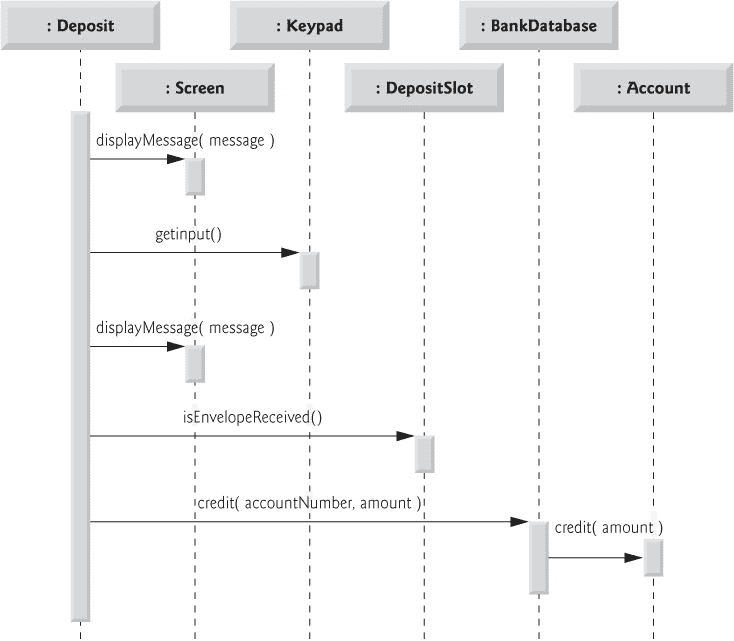 : Deposit
: Keypad
: BankDatabase
: Screen
: DepositSlot
: Account
displayMessage( message )
getinput()
displayMessage( message )
isEnvelopeReceived()
credit( accountNumber, amount )
credit( amount )